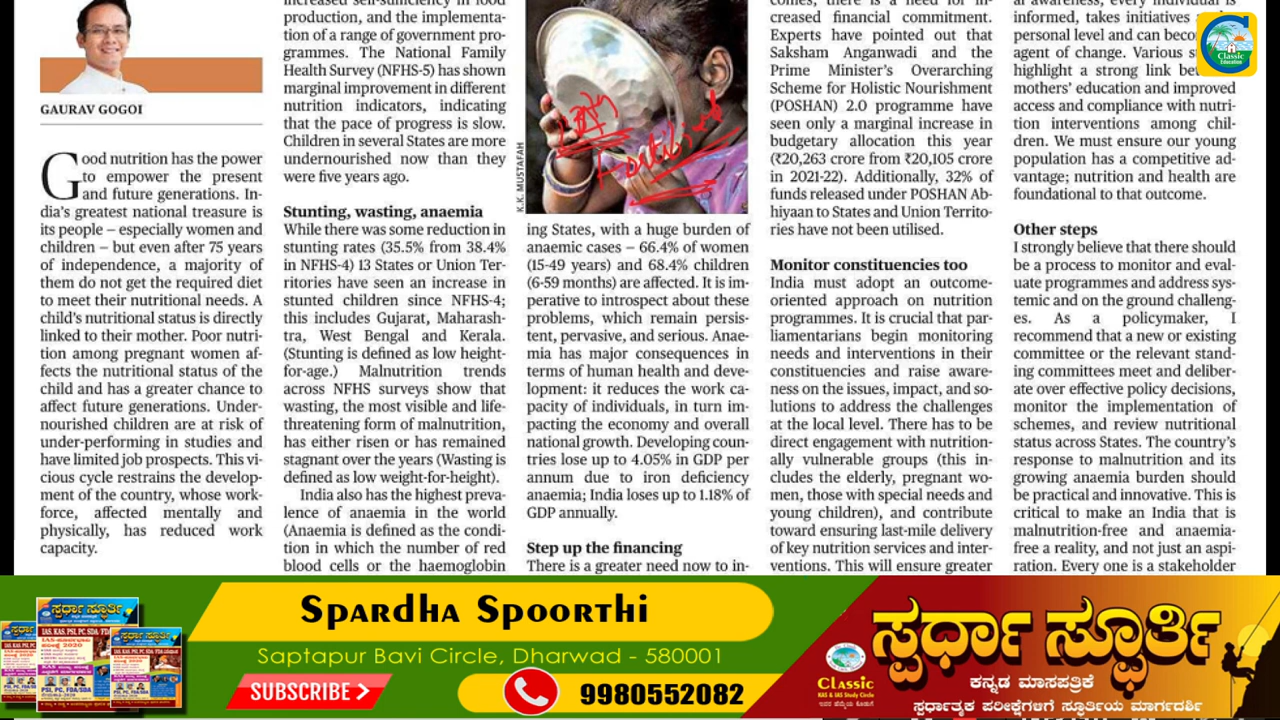 GAURAV GOGOI
Good nutrition has the power
to empower the present
and future generations. In-
dia's greatest national treasure is
its people – especially women and
children – but even after 75 years
of independence, a majority of
them do not get the required diet
to meet their nutritional needs. A
child's nutritional status is directly
linked to their mother. Poor nutri-
tion among pregnant women af-
fects the nutritional status of the
child and has a greater chance to
affect future generations. Under-
nourished children are at risk of
under-performing in studies and
have limited job prospects. This vi-
cious cycle restrains the develop-
ment of the country, whose work-
force, affected mentally and
physically, has reduced work
capacity.
increased self-sufficiency in food
production, and the implementa-
tion of a range of government pro-
grammes. The National Family
Health Survey (NFHS-5) has shown
marginal improvement in different
nutrition indicators, indicating
that the pace of progress is slow.
Children in several States are more
undernourished now than they
were five years ago.
Stunting, wasting, anaemia
While there was some reduction in
stunting rates (35.5% from 38.4%
in NFHS-4) 13 States or Union Ter-
ritories have seen an increase in
stunted children since NFHS-4;
this includes Gujarat, Maharash-
tra, West Bengal and Kerala.
(Stunting is defined as low height-
for-age.) Malnutrition trends
across NFHS surveys show that
wasting, the most visible and life-
threatening form of malnutrition,
has either risen or has remained
stagnant over the years (Wasting is
defined as low weight-for-height).
India also has the highest preva-
lence of anaemia in the world
(Anaemia is defined as the condi-
tion in which the number of red
blood cells or the haemoglobin
K.K. MUSTAFAH
ing States, with a huge burden of
anaemic cases – 66.4% of women
(15-49 years) and 68.4% children
(6-59 months) are affected. It is im-
perative to introspect about these
problems, which remain persis-
tent, pervasive, and serious. Anae-
mia has major consequences in
terms of human health and deve-
lopment: it reduces the work ca-
pacity of individuals, in turn im-
pacting the economy and overall
national growth. Developing coun-
tries lose up to 4.05% in GDP per
annum due to iron deficiency
anaemia; India loses up to 1.18% of
GDP annually.
Step up the financing
There is a greater need now to in-
comes, there is a need for in-
creased financial commitment.
Experts have pointed out that
Saksham Anganwadi and the
Prime Minister's Overarching
Scheme for Holistic Nourishment
(POSHAN) 2.0 programme have
seen only a marginal increase in
budgetary allocation this year
(₹20,263 crore from ₹20,105 crore
in 2021-22). Additionally, 32% of
funds released under POSHAN Ab-
hiyaan to States and Union Territo-
ries have not been utilised.
Monitor constituencies too
India must adopt an outcome-
oriented approach on nutrition
programmes. It is crucial that par-
liamentarians begin monitoring
needs and interventions in their
constituencies and raise aware-
ness on the issues, impact, and so-
lutions to address the challenges
at the local level. There has to be
direct engagement with nutrition-
ally vulnerable groups (this in-
cludes the elderly, pregnant wo-
men, those with special needs and
young children), and contribute
toward ensuring last-mile delivery
of key nutrition services and inter-
ventions. This will ensure greater
awareness, every individual is
informed, takes initiatives
personal level and can
agent of change. Various
highlight a strong link
mothers' education and improved
access and compliance with nutri-
tion interventions among chil-
dren. We must ensure our young
population has a competitive ad-
vantage; nutrition and health are
foundational to that outcome.
Other steps
I strongly believe that there should
be a process to monitor and eval-
uate programmes and address sys-
temic and on the ground challeng-
es. As a policymaker, I
recommend that a new or existing
committee or the relevant stand-
ing committees meet and deliber-
ate over effective policy decisions,
monitor the implementation of
schemes, and review nutritional
status across States. The country's
response to malnutrition and its
growing anaemia burden should
be practical and innovative. This is
critical to make an India that is
malnutrition-free and anaemia-
free a reality, and not just an aspi-
ration. Every one is a stakeholder
Classic
Education
Spardha Spoorthi
Saptapur Bavi Circle, Dharwad - 580001
SUBSCRIBE
9980552082
ಸ್ಪರ್ಧಾ ಸ್ಫೂರ್ತಿ
ಕನ್ನಡ ಮಾಸಪತ್ರಿಕೆ
ಸ್ಪರ್ಧಾತ್ಮಕ ಪರೀಕ್ಷೆಗಳಿಗೆ ಸ್ಫೂರ್ತಿಯ ಮಾರ್ಗದರ್ಶಿ
Classic
KAS & IAS Study Circle
ಸ್ಪರ್ಧಾ ಸ್ಫೂರ್ತಿ